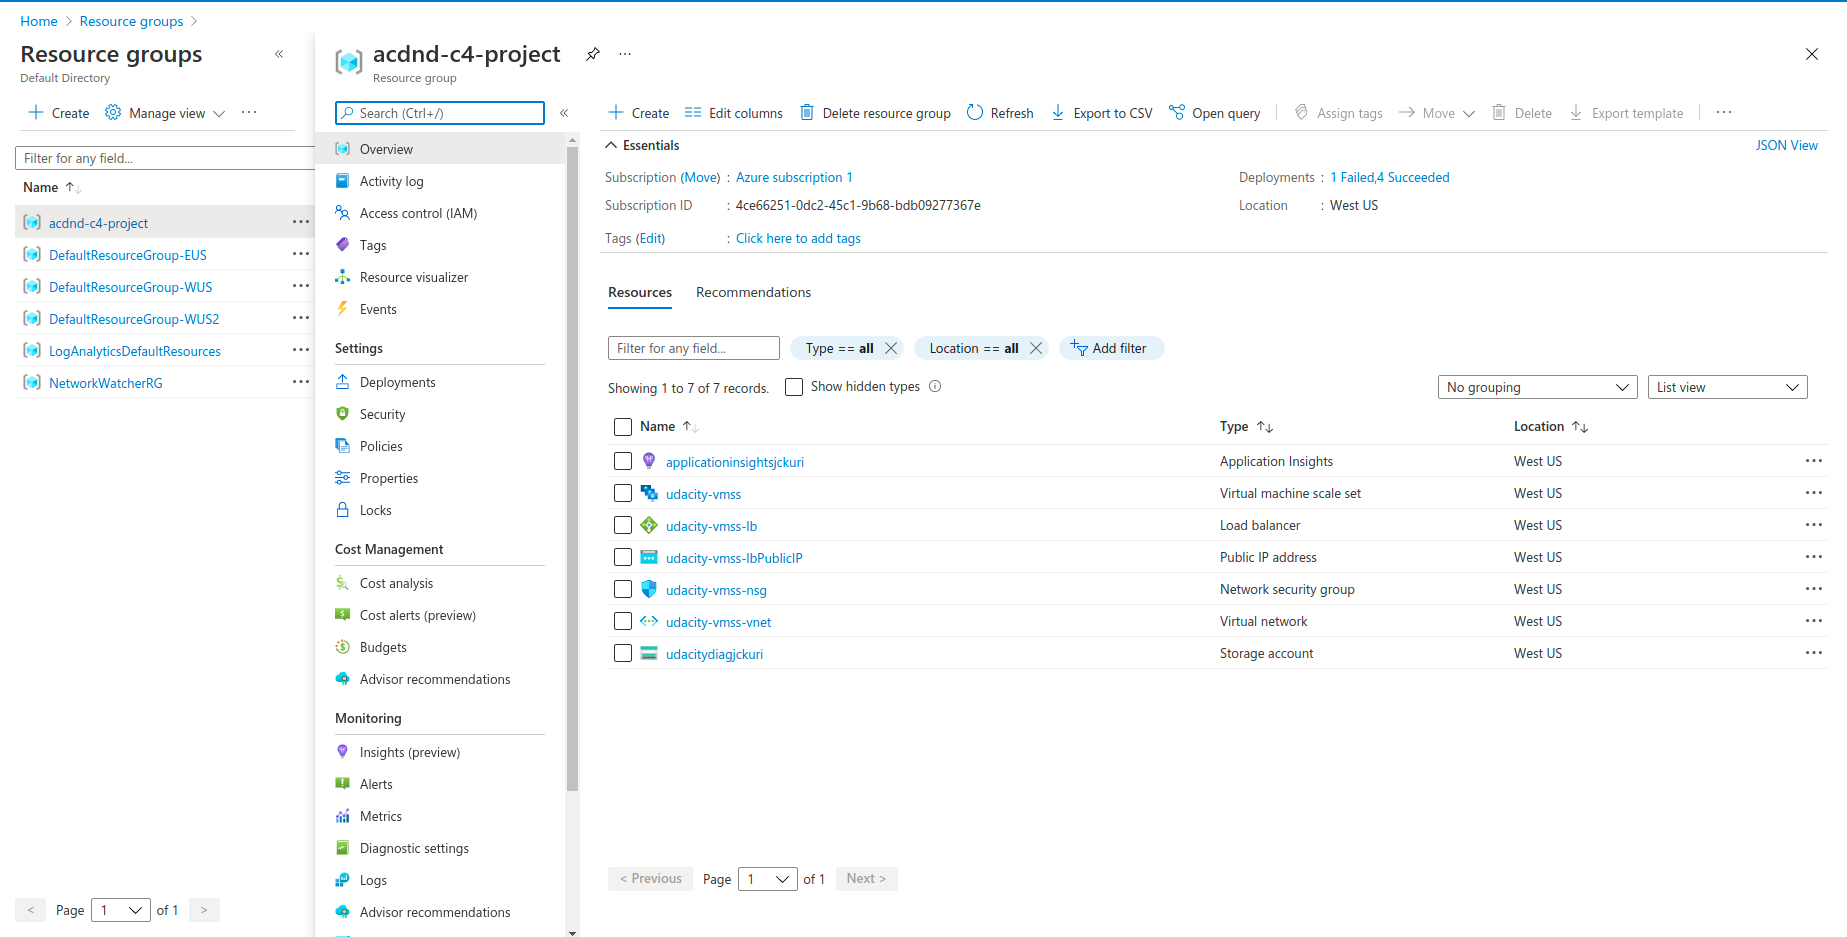 Home > Resource groups >
Resource groups «
Default Directory
+ Create Manage view ···
Filter for any field...
Name ↑↓
acdnd-c4-project ···
DefaultResourceGroup-EUS ···
DefaultResourceGroup-WUS ···
DefaultResourceGroup-WUS2 ···
LogAnalyticsDefaultResources ···
NetworkWatcherRG ···
< Page 1 of 1 >
acdnd-c4-project ···
Resource group
Search (Ctrl+/) «
Overview
Activity log
Access control (IAM)
Tags
Resource visualizer
Events
Settings
Deployments
Security
Policies
Properties
Locks
Cost Management
Cost analysis
Cost alerts (preview)
Budgets
Advisor recommendations
Monitoring
Insights (preview)
Alerts
Metrics
Diagnostic settings
Logs
Advisor recommendations
+ Create Edit columns Delete resource group Refresh Export to CSV Open query Assign tags Move Delete Export template ···
Essentials JSON View
Subscription (Move) : Azure subscription 1 Deployments : 1 Failed,4 Succeeded
Subscription ID : 4ce66251-0dc2-45c1-9b68-bdb09277367e Location : West US
Tags (Edit) : Click here to add tags
Resources Recommendations
Filter for any field... Type == all Location == all Add filter
Showing 1 to 7 of 7 records. Show hidden types No grouping List view
Name ↑↓ Type ↑↓ Location ↑↓
applicationinsightsjckuri Application Insights West US ···
udacity-vmss Virtual machine scale set West US ···
udacity-vmss-lb Load balancer West US ···
udacity-vmss-lbPublicIP Public IP address West US ···
udacity-vmss-nsg Network security group West US ···
udacity-vmss-vnet Virtual network West US ···
udacitydiagjckuri Storage account West US ···
< Previous Page 1 of 1 Next >